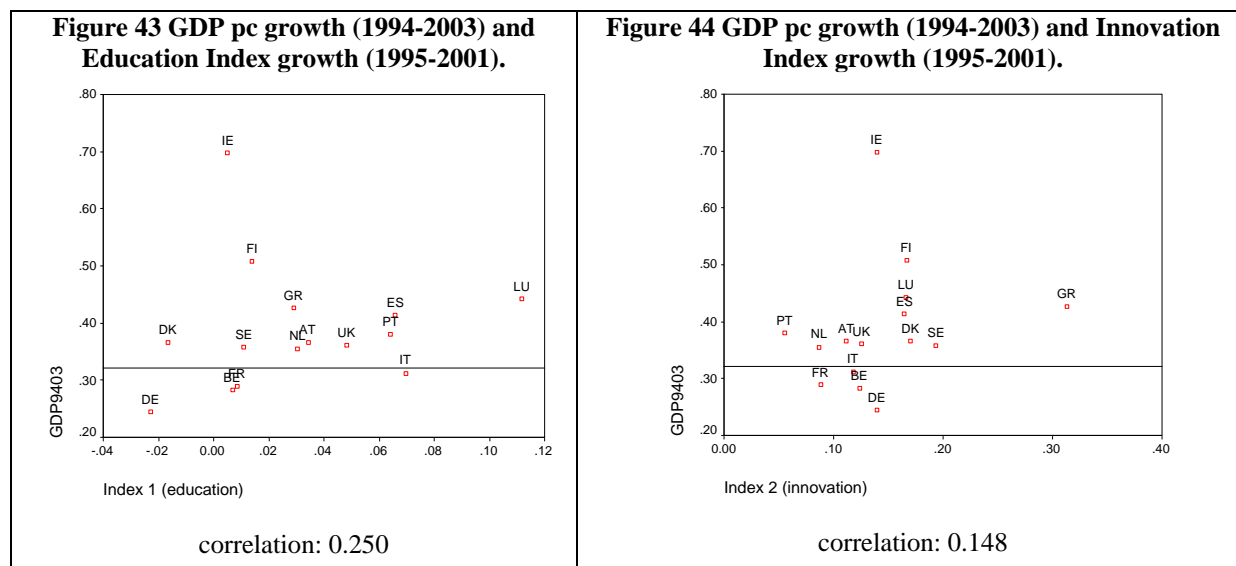 Figure 43 GDP pc growth (1994-2003) and
Education Index growth (1995-2001).
.80
.70
.60
.50
.40
.30
.20
GDP9403
IE
FI
LU
GR
ES
DK
SE
NL
AT
UK
PT
IT
FR
BE
DE
-.04
-.02
0.00
.02
.04
.06
.08
.10
.12
Index 1 (education)
correlation: 0.250
Figure 44 GDP pc growth (1994-2003) and Innovation
Index growth (1995-2001).
.80
.70
.60
.50
.40
.30
.20
GDP9403
IE
FI
LU
GR
ES
PT
NL
AT
UK
DK
SE
IT
FR
BE
DE
0.00
.10
.20
.30
.40
Index 2 (innovation)
correlation: 0.148